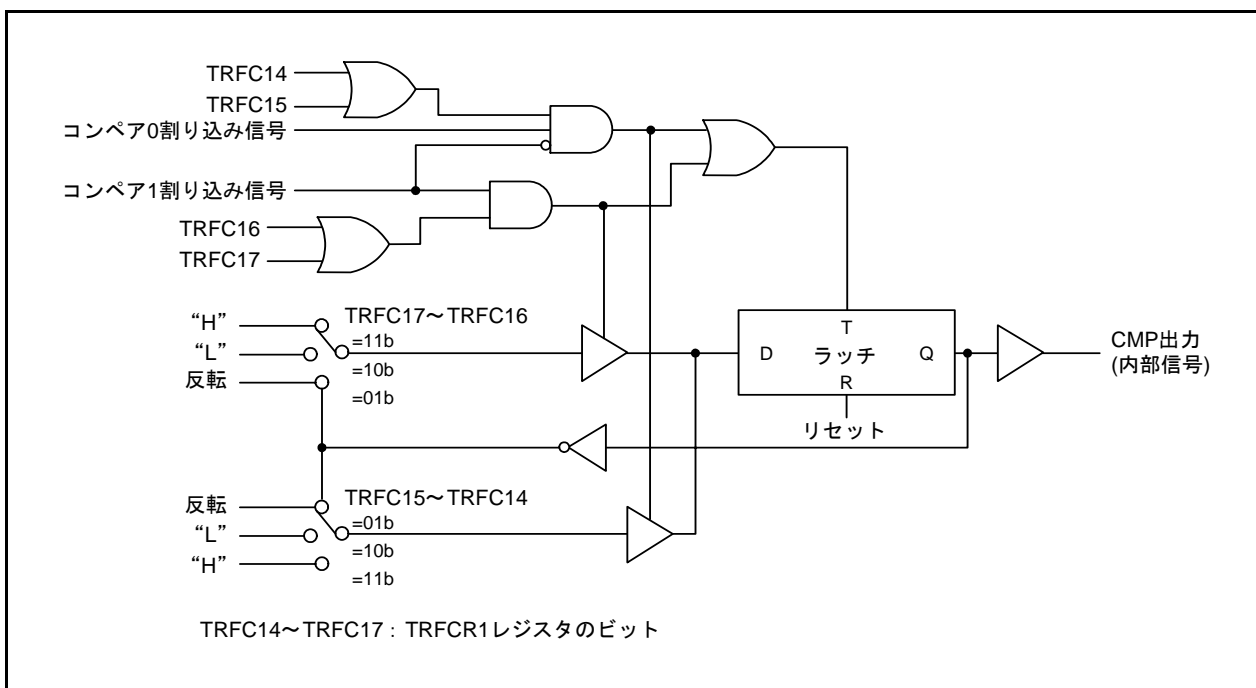 TRFC14
TRFC15
コンペア0割り込み信号
コンペア1割り込み信号
TRFC16
TRFC17
“H”
“L”
反転
TRFC17～TRFC16
=11b
=10b
=01b
T
D
ラッチ
Q
R
リセット
CMP出力
(内部信号)
反転
“L”
“H”
TRFC15～TRFC14
=01b
=10b
=11b
TRFC14～TRFC17 : TRFCR1レジスタのビット